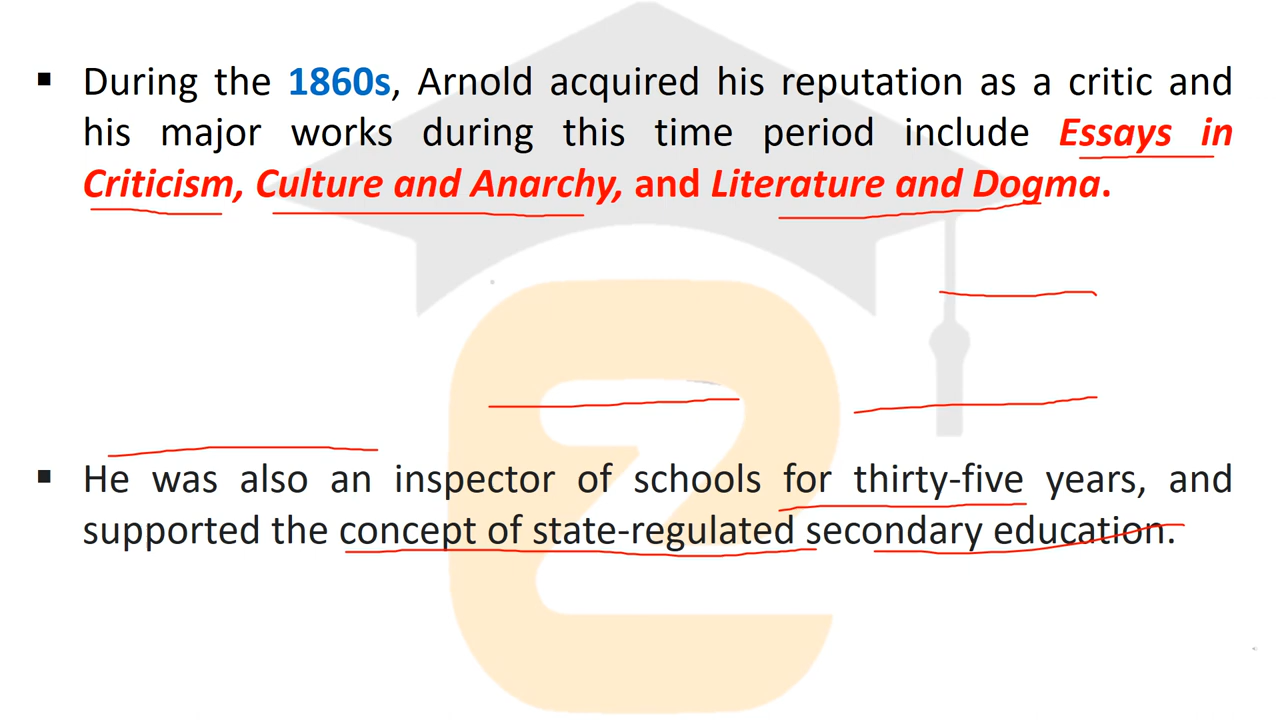 ▪ During the 1860s, Arnold acquired his reputation as a critic and
his major works during this time period include Essays in
Criticism, Culture and Anarchy, and Literature and Dogma.
▪ He was also an inspector of schools for thirty-five years, and
supported the concept of state-regulated secondary education.